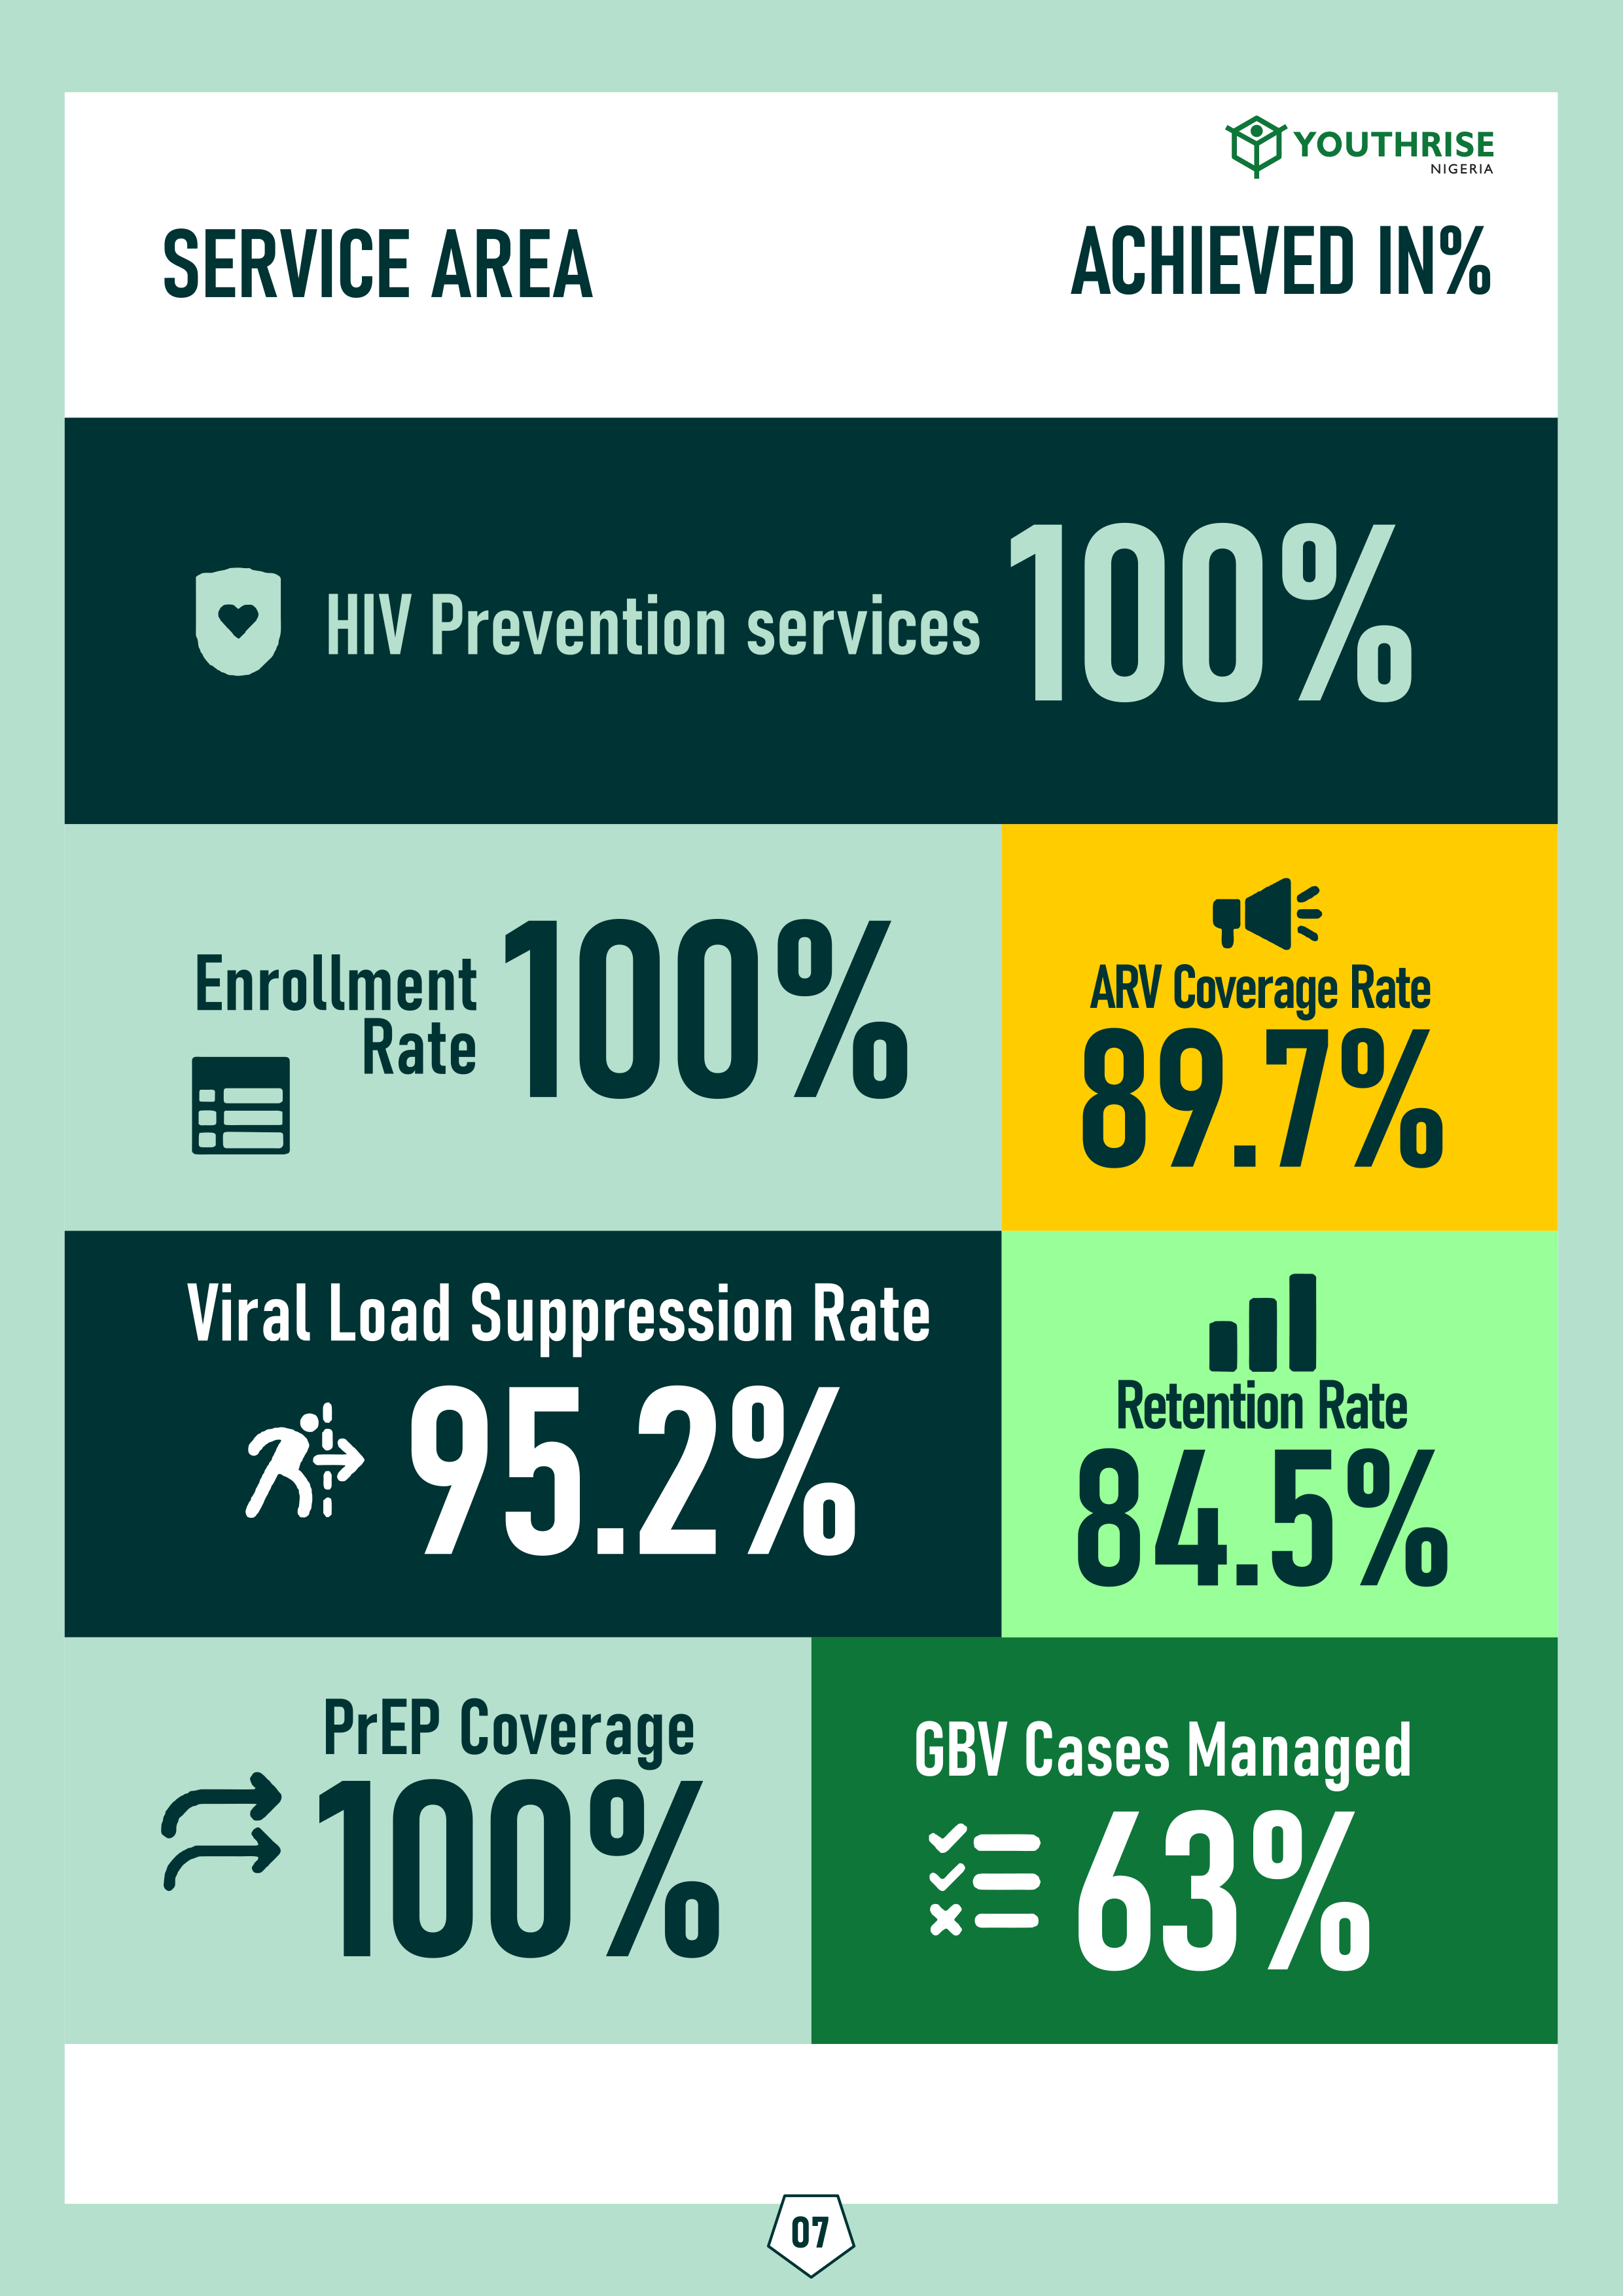 YOUTHRISE
NIGERIA
SERVICE AREA
ACHIEVED IN%
HIV Prevention services
100%
Enrollment
Rate
100%
ARV Coverage Rate
89.7%
Viral Load Suppression Rate
95.2%
Retention Rate
84.5%
PrEP Coverage
100%
GBV Cases Managed
63%
07